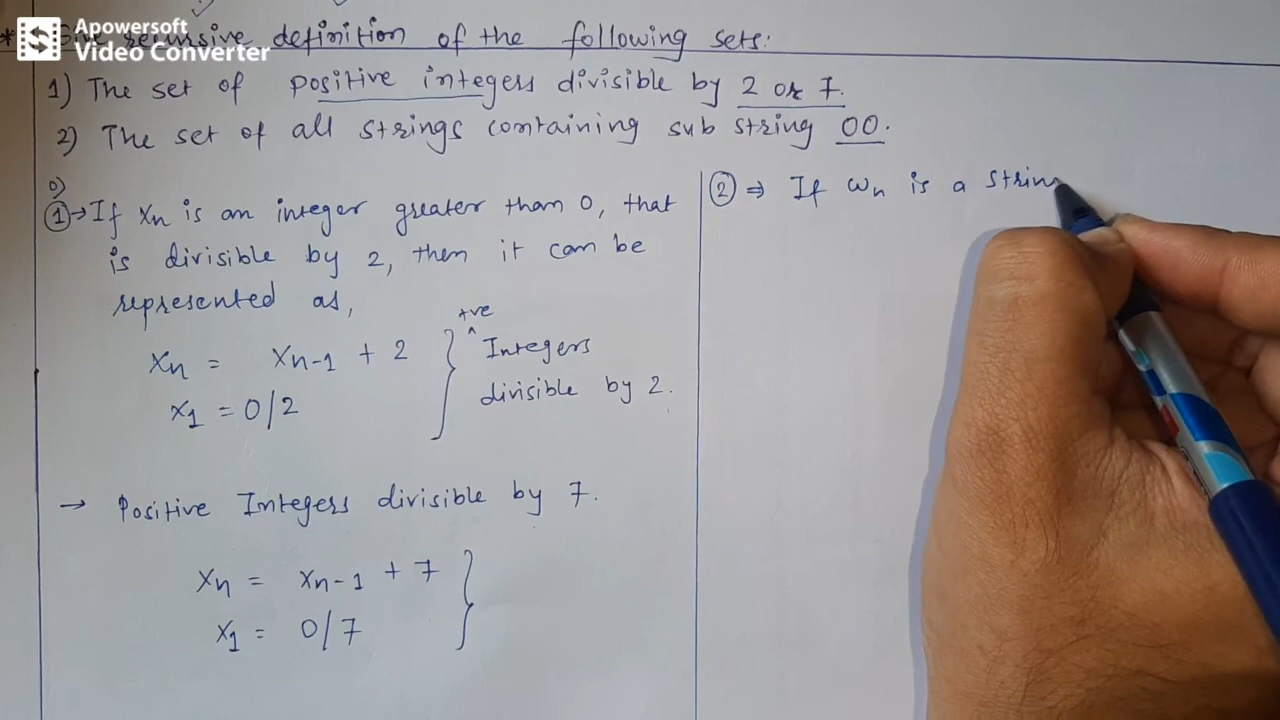 Apowersoft
Video Converter
* Give recursive definition of the following sets:
1) The set of positive integers divisible by 2 or 7.
2) The set of all strings containing sub string 00.
①→ If xn is an integer greater than 0, that
is divisible by 2, then it can be
represented as,
xn = xn-1 + 2
x1 = 0/2
+ve
^ Integers
divisible by 2.
→ Positive Integers divisible by 7.
xn = xn-1 + 7
x1 = 0/7
② ⇒ If wn is a strin